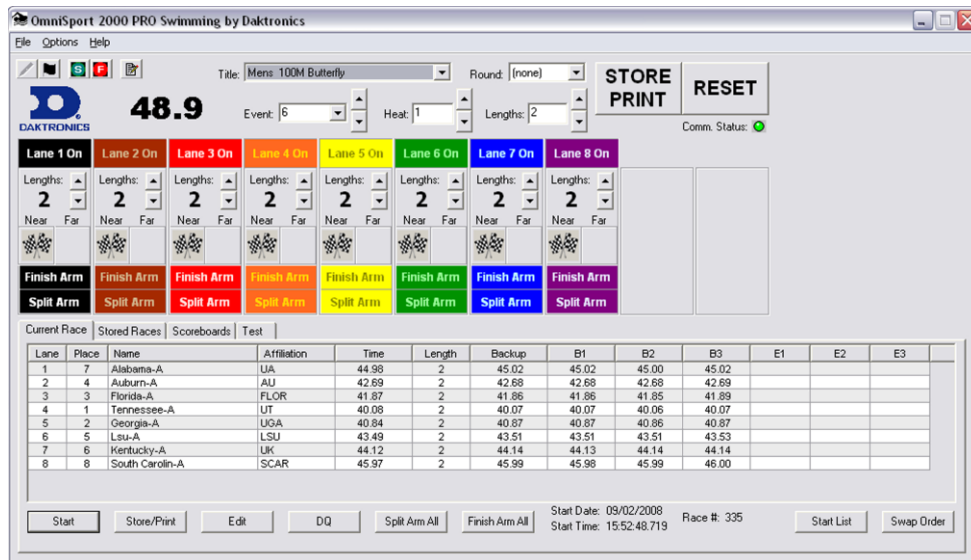 OmniSport 2000 PRO Swimming by Daktronics
File Options Help
Title: Mens 100M Butterfly Round: (none) STORE PRINT RESET
S F
DAKTRONICS 48.9 Event: 6 Heat: 1 Lengths: 2 Comm. Status:
Lane 1 On Lane 2 On Lane 3 On Lane 4 On Lane 5 On Lane 6 On Lane 7 On Lane 8 On
Lengths: Lengths: Lengths: Lengths: Lengths: Lengths: Lengths: Lengths:
2 2 2 2 2 2 2 2
Near Far Near Far Near Far Near Far Near Far Near Far Near Far Near Far
Finish Arm Finish Arm Finish Arm Finish Arm Finish Arm Finish Arm Finish Arm Finish Arm
Split Arm Split Arm Split Arm Split Arm Split Arm Split Arm Split Arm Split Arm
Current Race Stored Races Scoreboards Test
Lane Place Name Affiliation Time Length Backup B1 B2 B3 E1 E2 E3
1 7 Alabama-A UA 44.98 2 45.02 45.02 45.00 45.02
2 4 Auburn-A AU 42.69 2 42.68 42.68 42.68 42.69
3 3 Florida-A FLOR 41.87 2 41.86 41.86 41.85 41.89
4 1 Tennessee-A UT 40.08 2 40.07 40.07 40.06 40.07
5 2 Georgia-A UGA 40.84 2 40.87 40.87 40.86 40.87
6 5 Lsu-A LSU 43.49 2 43.51 43.51 43.51 43.53
7 6 Kentucky-A UK 44.12 2 44.14 44.13 44.14 44.14
8 8 South Carolin-A SCAR 45.97 2 45.99 45.98 45.99 46.00
Start Store/Print Edit DQ Split Arm All Finish Arm All Start Date: 09/02/2008 Race #: 335 Start List Swap Order
Start Time: 15:52:48.719